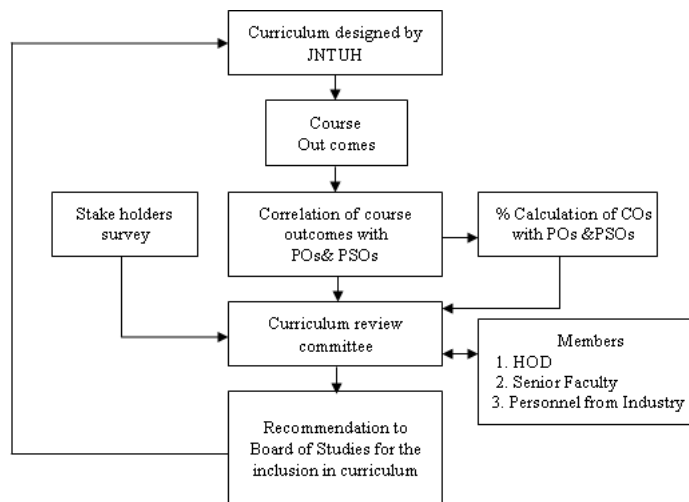 Curriculum designed by
JNTUH
Course
Out comes
Stake holders
survey
Correlation of course
outcomes with
POs& PSOs
% Calculation of COs
with POs &PSOs
Curriculum review
committee
Members
1. HOD
2. Senior Faculty
3. Personnel from Industry
Recommendation to
Board of Studies for the
inclusion in curriculum